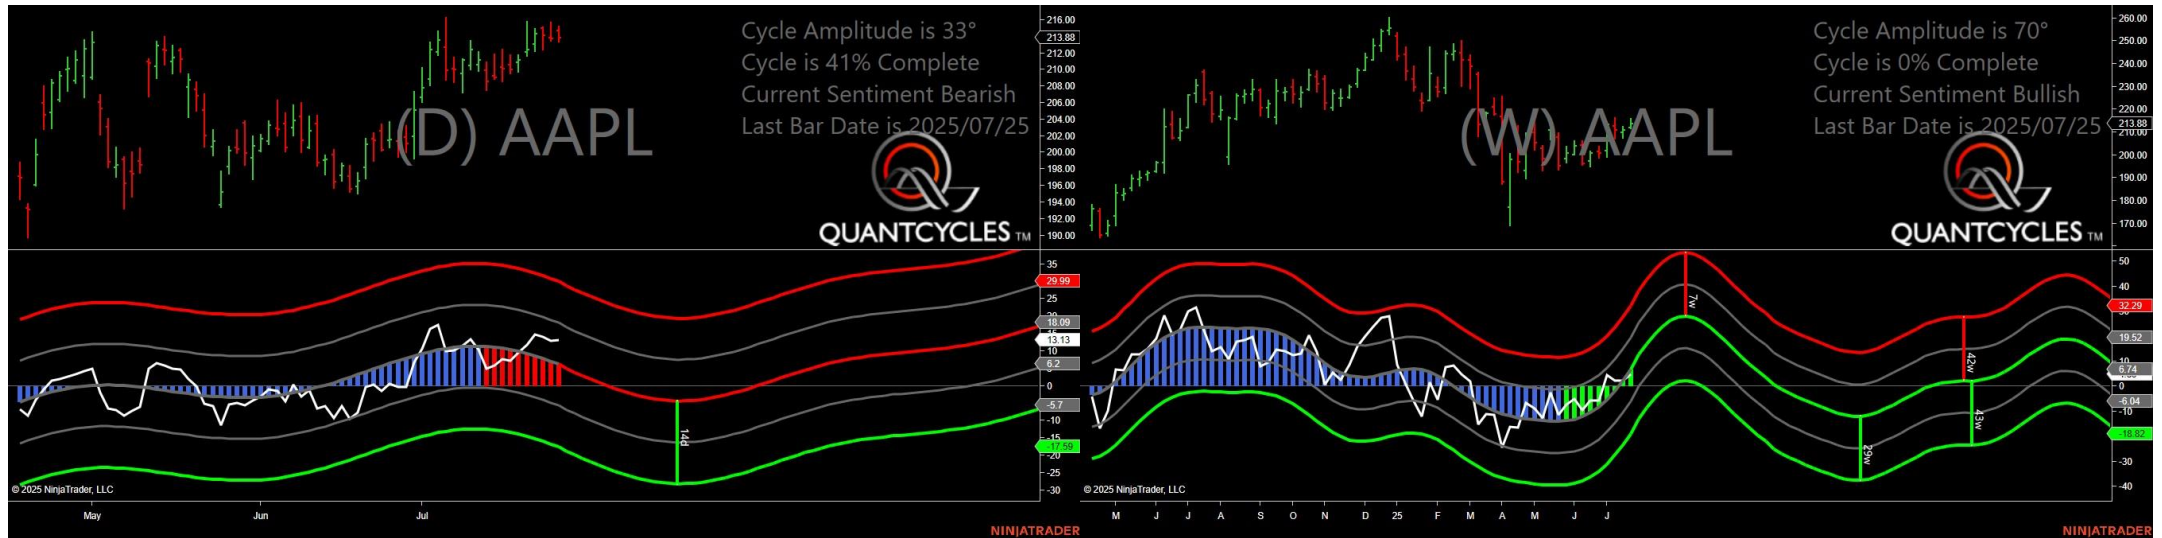 Cycle Amplitude is 33°
Cycle is 41% Complete
Current Sentiment Bearish
Last Bar Date is 2025/07/25
(D) AAPL
QUANTCYCLES TM
216.00
213.88
212.00
210.00
208.00
206.00
204.00
202.00
200.00
198.00
196.00
194.00
192.00
190.00
35
29.99
25
20
18.09
13.13
10
6.2
0
-5.7
-10
-15
-17.59
-20
-25
-30
14d
© 2025 NinjaTrader, LLC
May Jun Jul
NINJATRADER
Cycle Amplitude is 70°
Cycle is 0% Complete
Current Sentiment Bullish
Last Bar Date is 2025/07/25
(W) AAPL
QUANTCYCLES TM
260.00
250.00
240.00
230.00
220.00
213.88
210.00
200.00
190.00
180.00
170.00
50
40
32.29
19.52
10
6.74
0
-6.04
-10
-18.82
-30
-40
7w
42w
43w
29w
© 2025 NinjaTrader, LLC
M J J A S O N D 25 F M A M J J
NINJATRADER